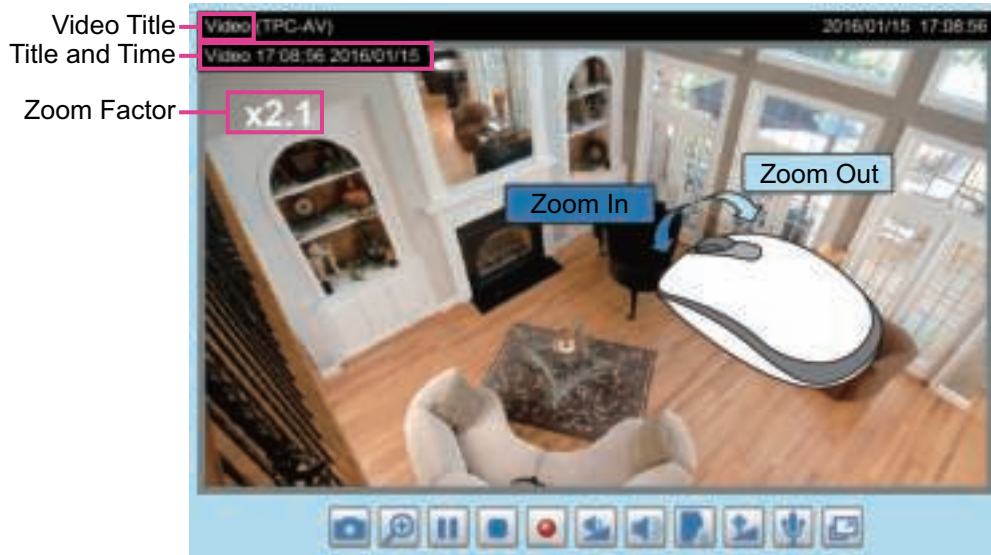 Video Title
Video (TPC-AV)
2016/01/15 17:08:56
Title and Time
Video 17:08:56 2016/01/15
Zoom Factor
x2.1
Zoom In
Zoom Out